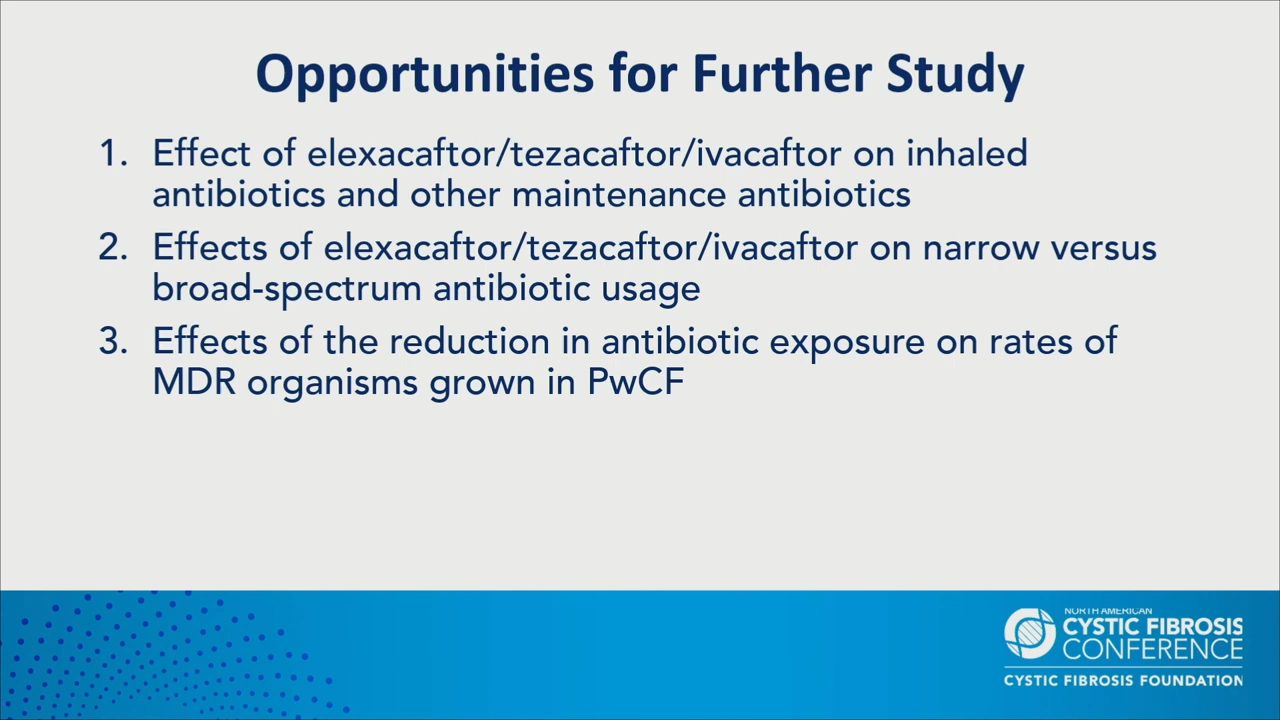 Opportunities for Further Study
1. Effect of elexacaftor/tezacaftor/ivacaftor on inhaled
antibiotics and other maintenance antibiotics
2. Effects of elexacaftor/tezacaftor/ivacaftor on narrow versus
broad-spectrum antibiotic usage
3. Effects of the reduction in antibiotic exposure on rates of
MDR organisms grown in PwCF
NORTH AMERICAN
CYSTIC FIBROSIS
CONFERENCE
CYSTIC FIBROSIS FOUNDATION